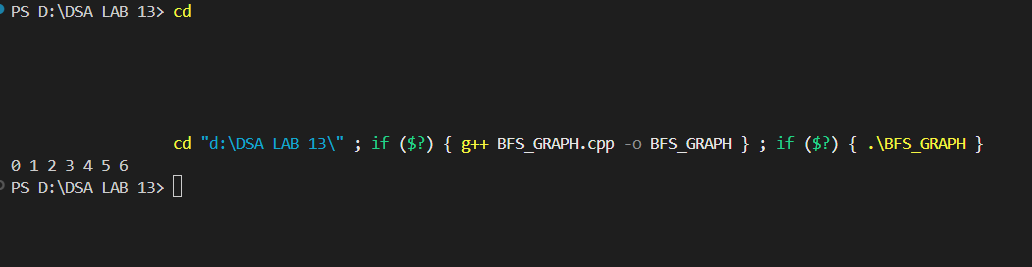 PS D:\DSA LAB 13> cd
cd "d:\DSA LAB 13\" ; if ($?) { g++ BFS_GRAPH.cpp -o BFS_GRAPH } ; if ($?) { .\BFS_GRAPH }
0 1 2 3 4 5 6
PS D:\DSA LAB 13>